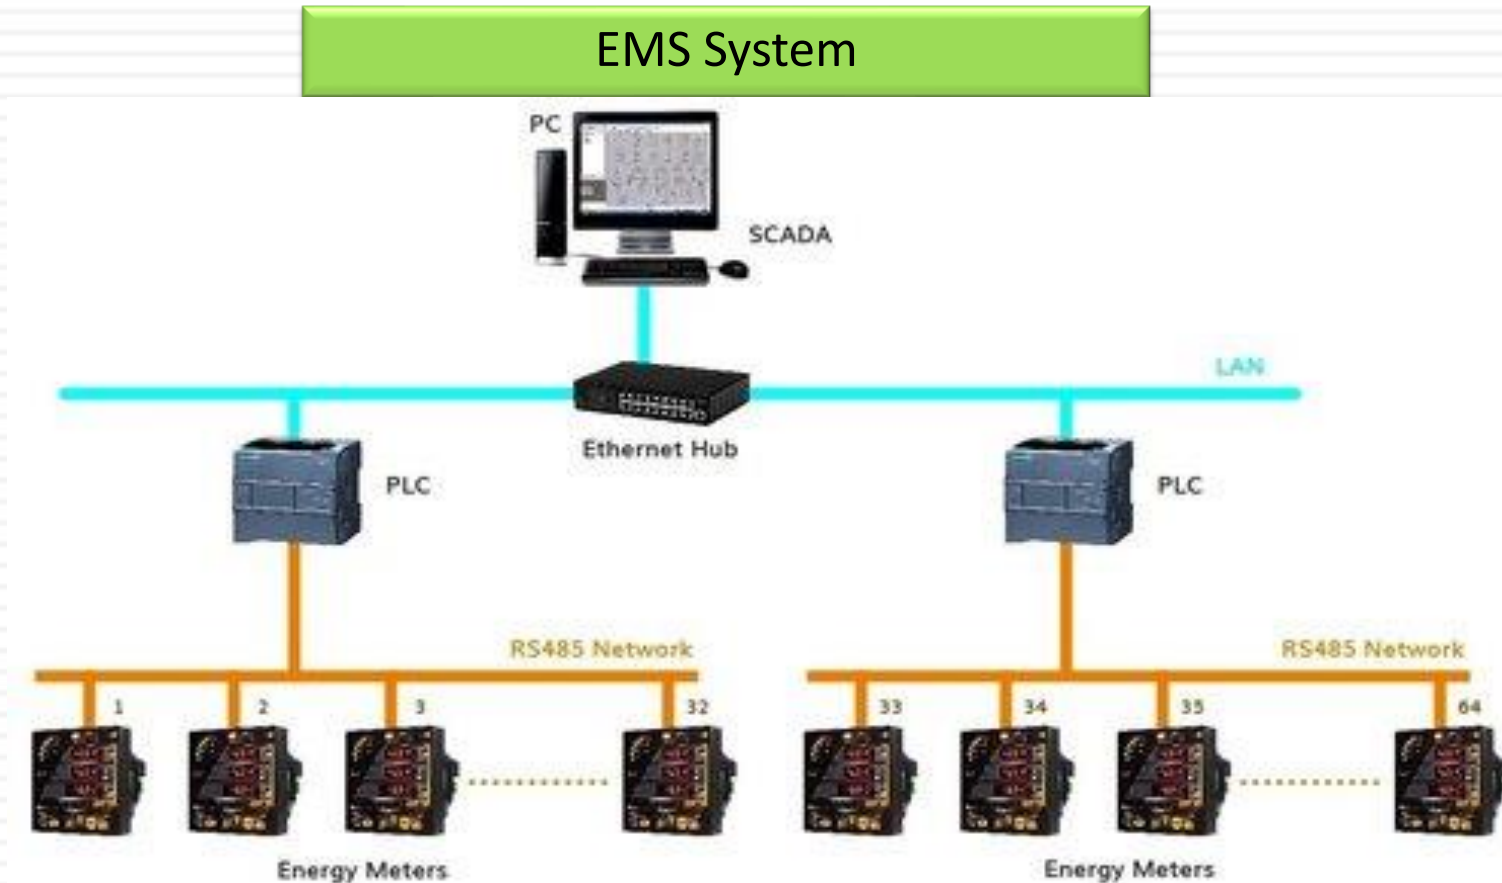 EMS System
PC
SCADA
LAN
Ethernet Hub
PLC
PLC
RS485 Network
RS485 Network
1
2
3
32
33
34
35
64
Energy Meters
Energy Meters